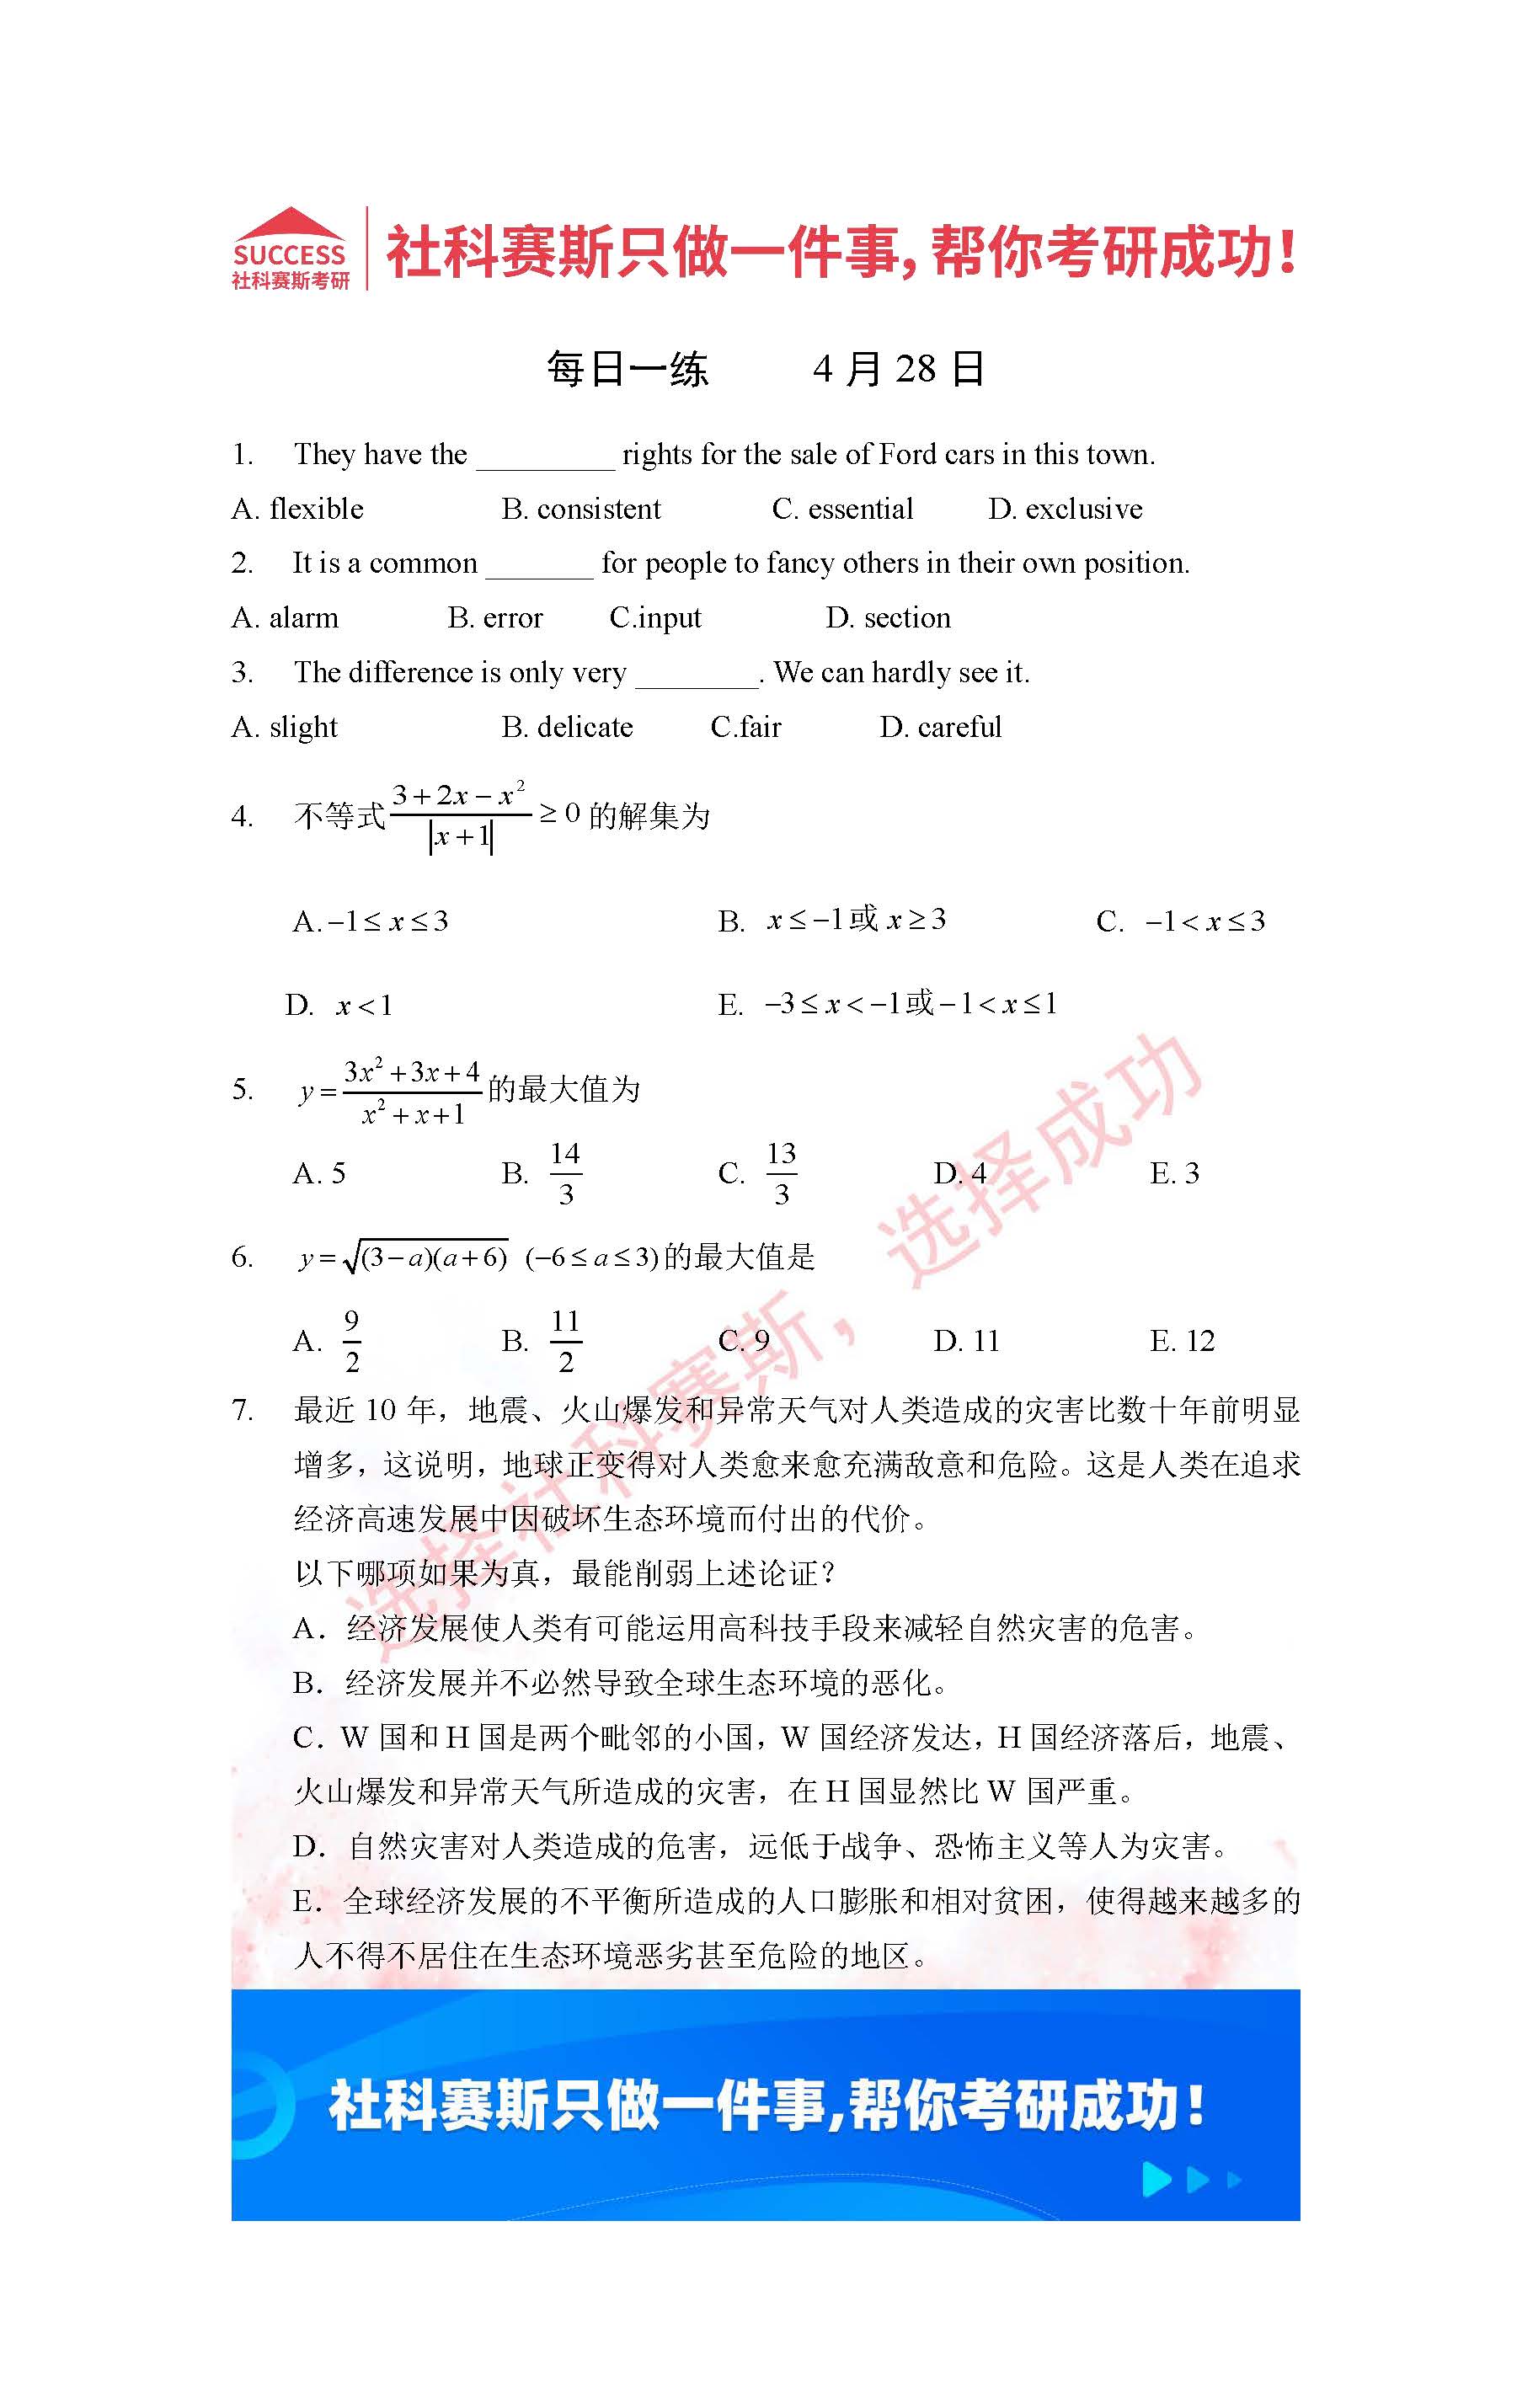 SUCCESS
社科赛斯考研
社科赛斯只做一件事,帮你考研成功!
每日一练 4 月 28 日
1. They have the _________ rights for the sale of Ford cars in this town.
A. flexible B. consistent C. essential D. exclusive
2. It is a common _______ for people to fancy others in their own position.
A. alarm B. error C.input D. section
3. The difference is only very ________. We can hardly see it.
A. slight B. delicate C.fair D. careful
4. 不等式 (3+2x−x²)/|x+1| ≥ 0 的解集为
A. −1≤x≤3 B. x≤−1或x≥3 C. −1<x≤3
D. x<1 E. −3≤x<−1或−1<x≤1
5. y=(3x²+3x+4)/(x²+x+1) 的最大值为
A. 5 B. 14/3 C. 13/3 D. 4 E. 3
6. y=√((3−a)(a+6)) (−6≤a≤3)的最大值是
A. 9/2 B. 11/2 C. 9 D. 11 E. 12
7. 最近 10 年，地震、火山爆发和异常天气对人类造成的灾害比数十年前明显
增多，这说明，地球正变得对人类愈来愈充满敌意和危险。这是人类在追求
经济高速发展中因破坏生态环境而付出的代价。
以下哪项如果为真，最能削弱上述论证？
A．经济发展使人类有可能运用高科技手段来减轻自然灾害的危害。
B．经济发展并不必然导致全球生态环境的恶化。
C．W 国和 H 国是两个毗邻的小国，W 国经济发达，H 国经济落后，地震、
火山爆发和异常天气所造成的灾害，在 H 国显然比 W 国严重。
D．自然灾害对人类造成的危害，远低于战争、恐怖主义等人为灾害。
E．全球经济发展的不平衡所造成的人口膨胀和相对贫困，使得越来越多的
人不得不居住在生态环境恶劣甚至危险的地区。
选择社科赛斯，选择成功
社科赛斯只做一件事,帮你考研成功!